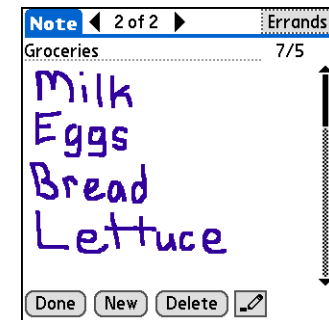 Note 2 of 2 Errands
Groceries 7/5
Milk
Eggs
Bread
Lettuce
Done New Delete